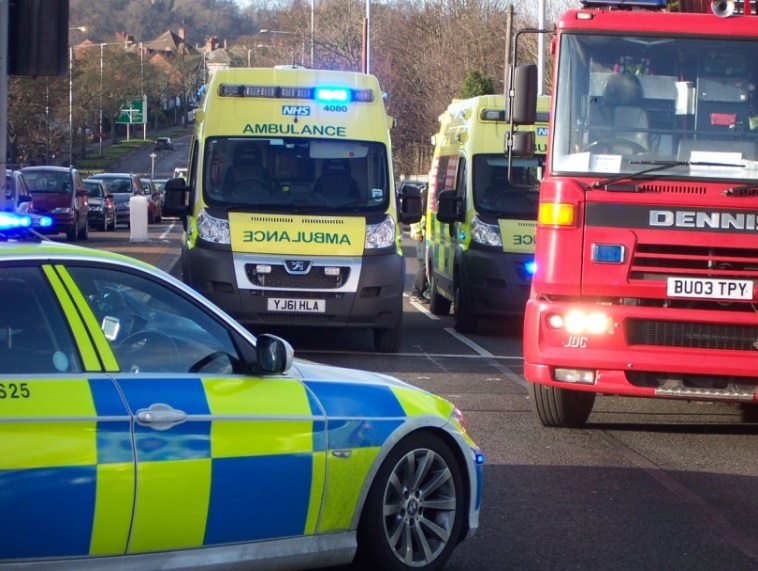 NHS 4080
AMBULANCE
AMBULANCE
YJ61 HLA
DENNIS
BU03 TPY
JDC
S25